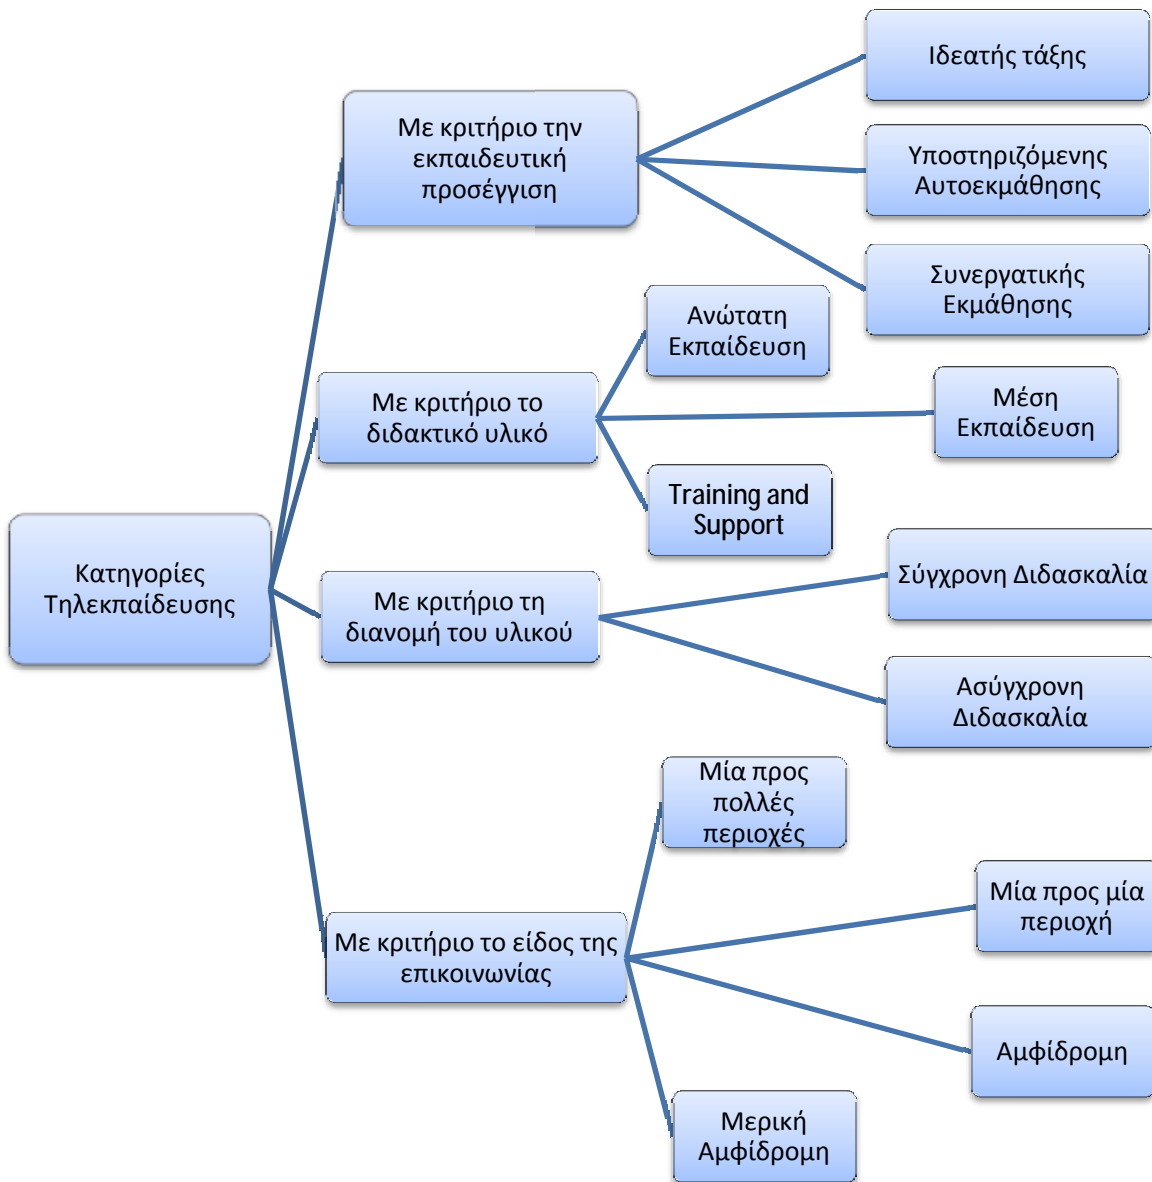 Κατηγορίες
Τηλεκπαίδευσης
Με κριτήριο την
εκπαιδευτική
προσέγγιση
Ιδεατής τάξης
Υποστηριζόμενης
Αυτοεκμάθησης
Συνεργατικής
Εκμάθησης
Με κριτήριο το
διδακτικό υλικό
Ανώτατη
Εκπαίδευση
Μέση
Εκπαίδευση
Training and
Support
Με κριτήριο τη
διανομή του υλικού
Σύγχρονη Διδασκαλία
Ασύγχρονη
Διδασκαλία
Με κριτήριο το είδος της
επικοινωνίας
Μία προς
πολλές
περιοχές
Μία προς μία
περιοχή
Αμφίδρομη
Μερική
Αμφίδρομη